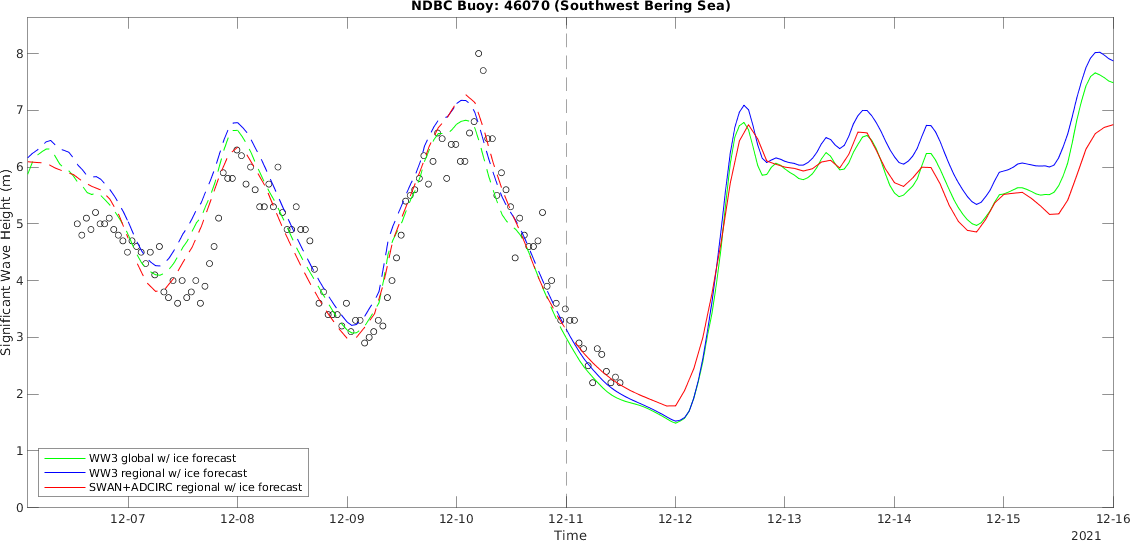 NDBC Buoy: 46070 (Southwest Bering Sea)
8
7
6
5
4
3
2
1
0
Significant Wave Height (m)
WW3 global w/ ice forecast
WW3 regional w/ ice forecast
SWAN+ADCIRC regional w/ ice forecast
12-07 12-08 12-09 12-10 12-11 12-12 12-13 12-14 12-15 12-16
Time
2021